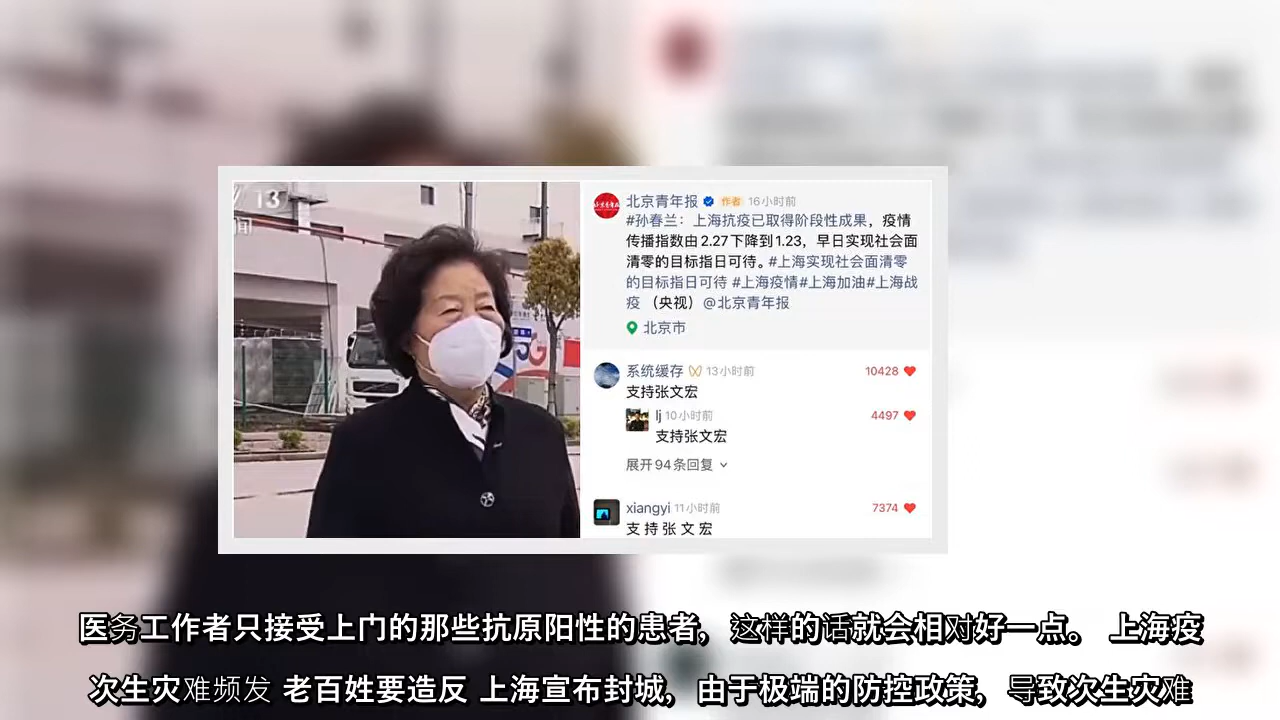 13
闻
北京青年报 作者 16小时前
#孙春兰：上海抗疫已取得阶段性成果，疫情
传播指数由2.27下降到1.23，早日实现社会面
清零的目标指日可待。#上海实现社会面清零
的目标指日可待 #上海疫情#上海加油#上海战
疫 （央视）@北京青年报
北京市
系统缓存 13小时前 10428
支持张文宏
lj 10小时前 4497
支持张文宏
展开94条回复
xiangyi 11小时前 7374
支 持 张 文 宏
5G
医务工作者只接受上门的那些抗原阳性的患者，这样的话就会相对好一点。 上海疫
次生灾难频发 老百姓要造反 上海宣布封城，由于极端的防控政策，导致次生灾难